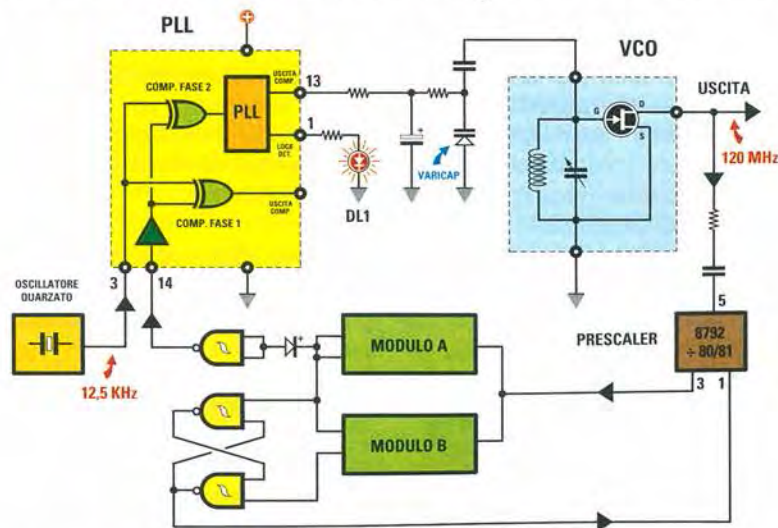 PLL
VCO
+
13
USCITA
COMP.
COMP. FASE 2
PLL
1
LOCK
DCT.
+
VARICAP
DL1
COMP. FASE 1
USCITA
COMP.
G
D
S
USCITA
120 MHz
3
14
OSCILLATORE
QUARZATO
12,5 KHz
+
MODULO A
MODULO B
PRESCALER
5
8792
÷ 80/81
3
1